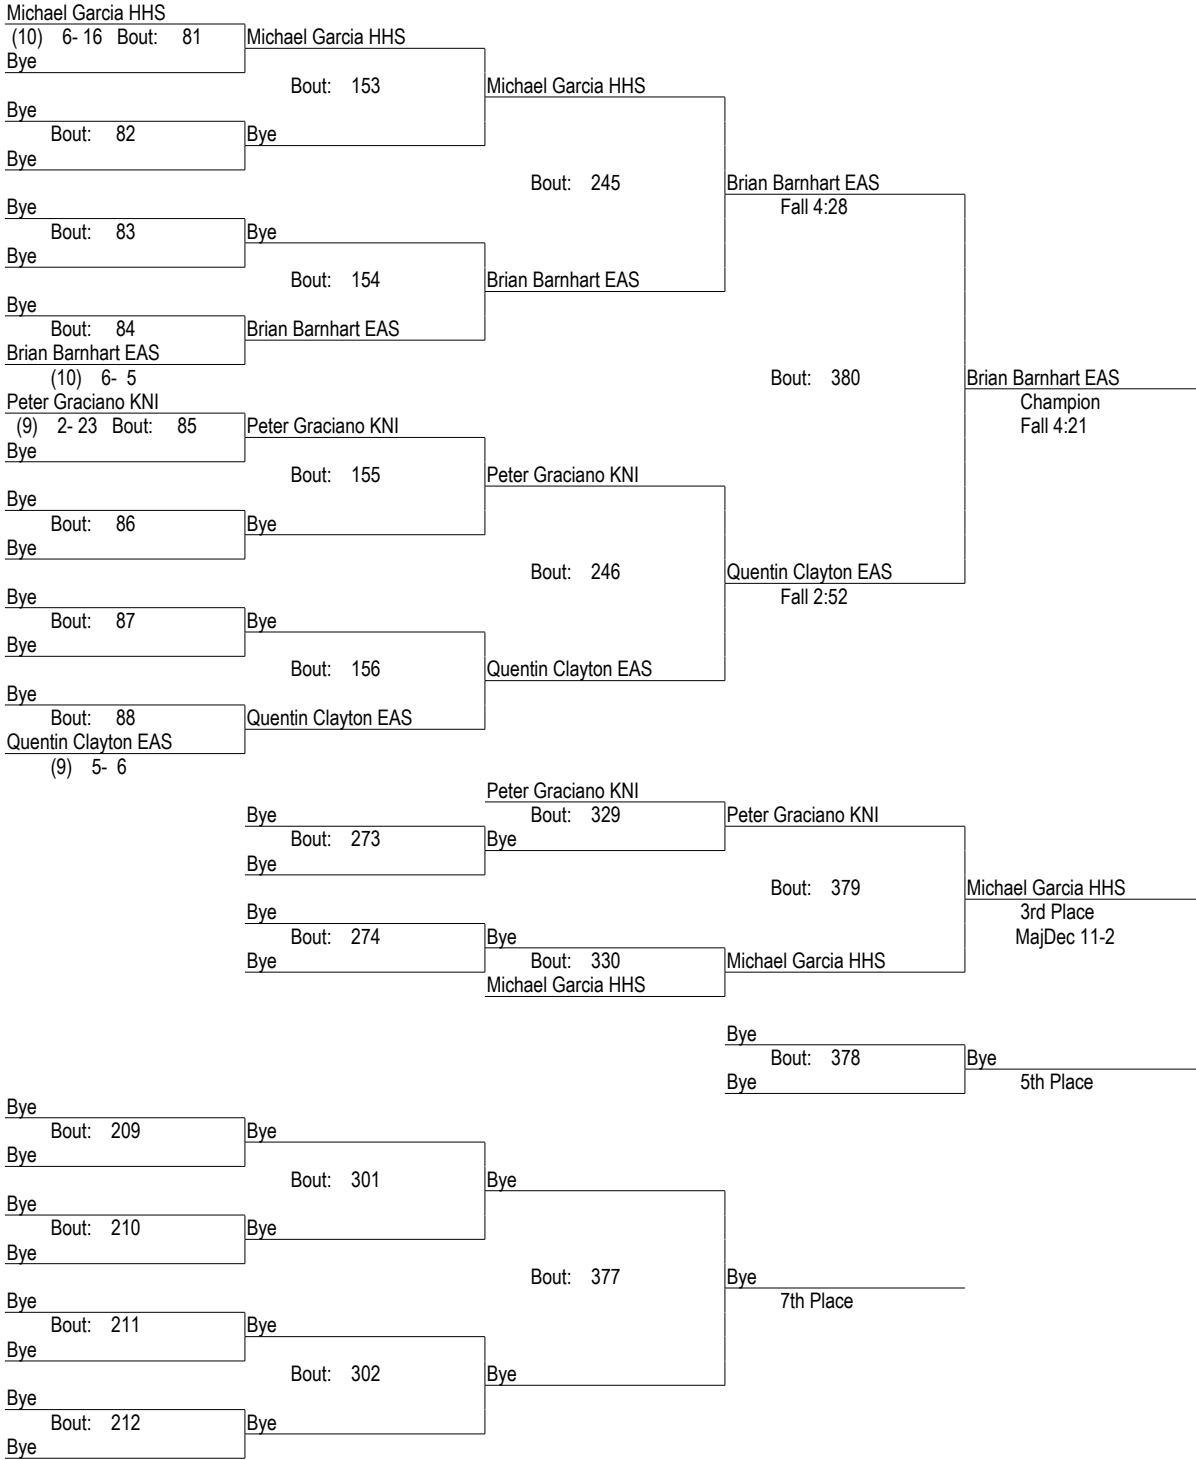 Michael Garcia HHS
(10) 6- 16 Bout: 81 Michael Garcia HHS
Bye
Bout: 153 Michael Garcia HHS
Bye
Bout: 82 Bye
Bye
Bout: 245 Brian Barnhart EAS
Fall 4:28
Bye
Bout: 83 Bye
Bye
Bout: 154 Brian Barnhart EAS
Bye
Bout: 84 Brian Barnhart EAS
Brian Barnhart EAS
(10) 6- 5
Bout: 380 Brian Barnhart EAS
Champion
Fall 4:21
Peter Graciano KNI
(9) 2- 23 Bout: 85 Peter Graciano KNI
Bye
Bout: 155 Peter Graciano KNI
Bye
Bout: 86 Bye
Bye
Bout: 246 Quentin Clayton EAS
Fall 2:52
Bye
Bout: 87 Bye
Bye
Bout: 156 Quentin Clayton EAS
Bye
Bout: 88 Quentin Clayton EAS
Quentin Clayton EAS
(9) 5- 6
Peter Graciano KNI
Bye Bout: 329 Peter Graciano KNI
Bout: 273 Bye
Bye
Bout: 379 Michael Garcia HHS
3rd Place
MajDec 11-2
Bye
Bout: 274 Bye
Bye Bout: 330 Michael Garcia HHS
Michael Garcia HHS
Bye
Bout: 378 Bye
Bye 5th Place
Bye
Bout: 209 Bye
Bye
Bout: 301 Bye
Bye
Bout: 210 Bye
Bye
Bout: 377 Bye
7th Place
Bye
Bout: 211 Bye
Bye
Bout: 302 Bye
Bye
Bout: 212 Bye
Bye